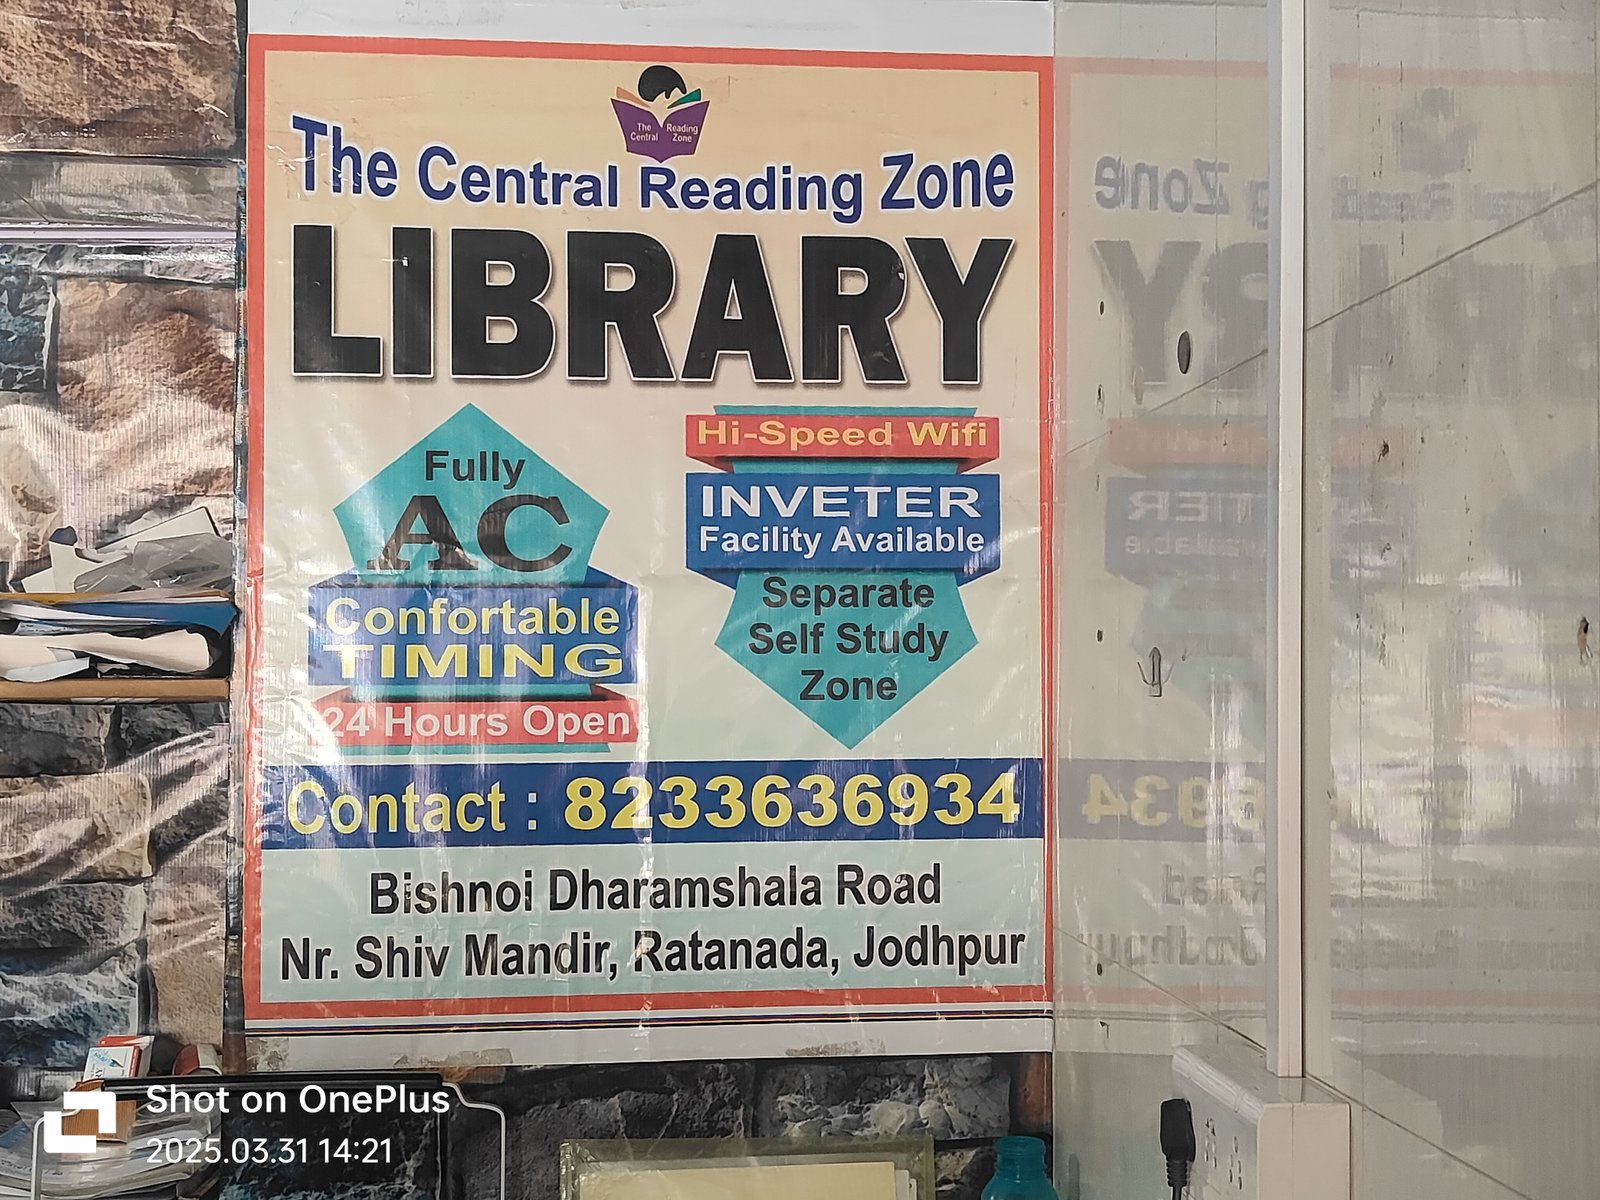 The Reading
Central Zone
The Central Reading Zone
LIBRARY
Fully
AC
Confortable
TIMING
24 Hours Open
Hi-Speed Wifi
INVETER
Facility Available
Separate
Self Study
Zone
Contact : 8233636934
Bishnoi Dharamshala Road
Nr. Shiv Mandir, Ratanada, Jodhpur
Shot on OnePlus
2025.03.31 14:21